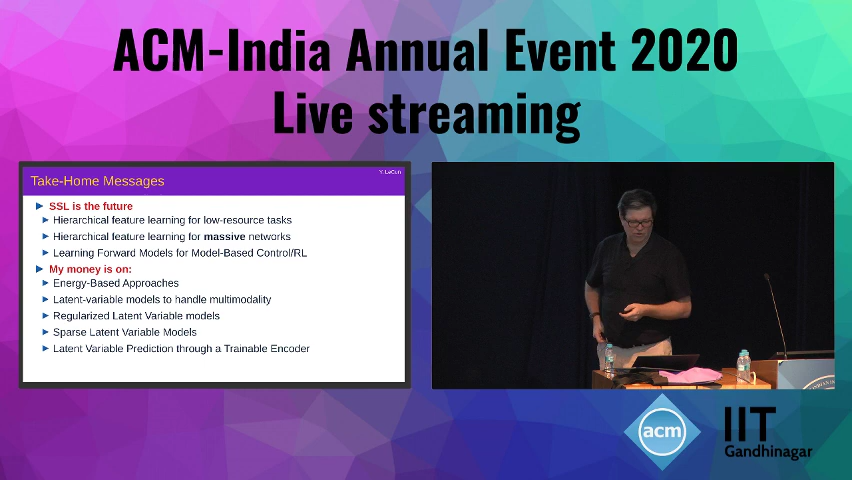 ACM-India Annual Event 2020
Live streaming
Y. LeCun
Take-Home Messages
SSL is the future
Hierarchical feature learning for low-resource tasks
Hierarchical feature learning for massive networks
Learning Forward Models for Model-Based Control/RL
My money is on:
Energy-Based Approaches
Latent-variable models to handle multimodality
Regularized Latent Variable models
Sparse Latent Variable Models
Latent Variable Prediction through a Trainable Encoder
acm
IIT
Gandhinagar